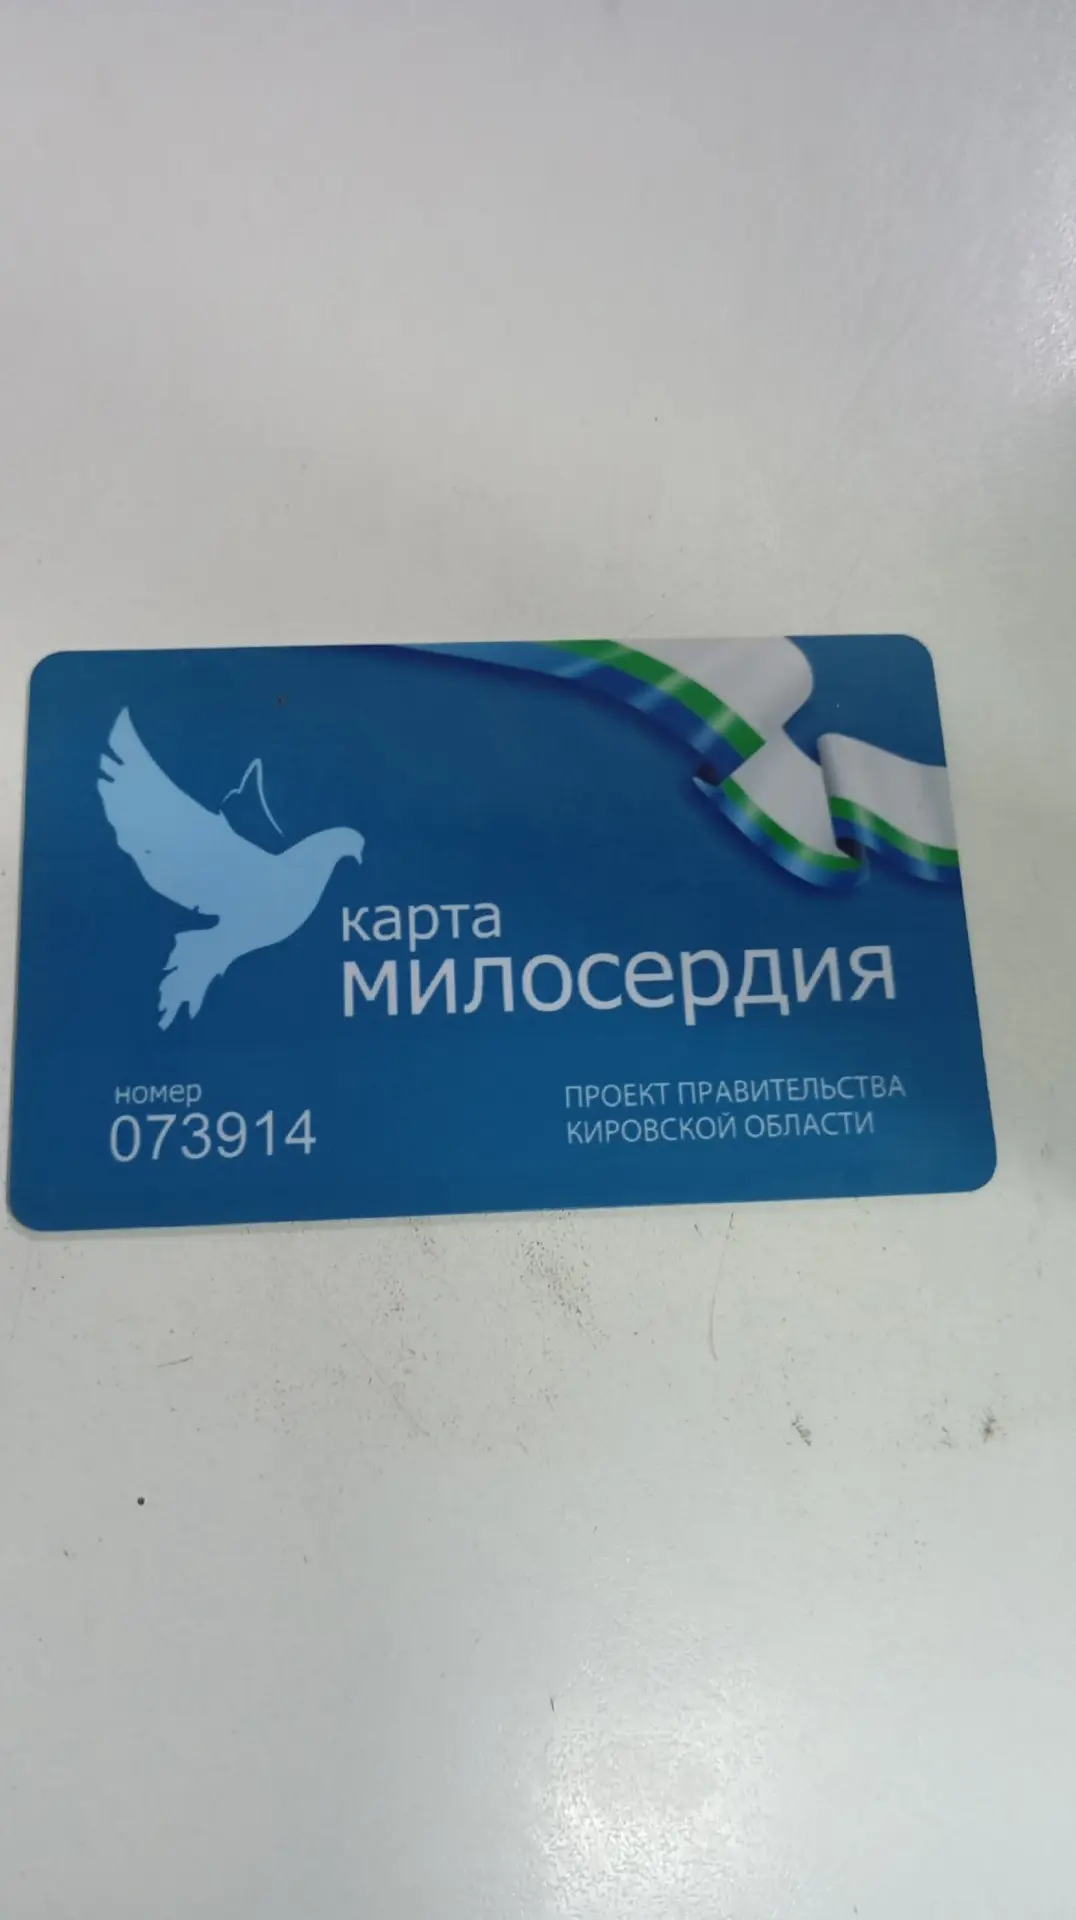 карта
милосердия
номер
073914
ПРОЕКТ ПРАВИТЕЛЬСТВА
КИРОВСКОЙ ОБЛАСТИ